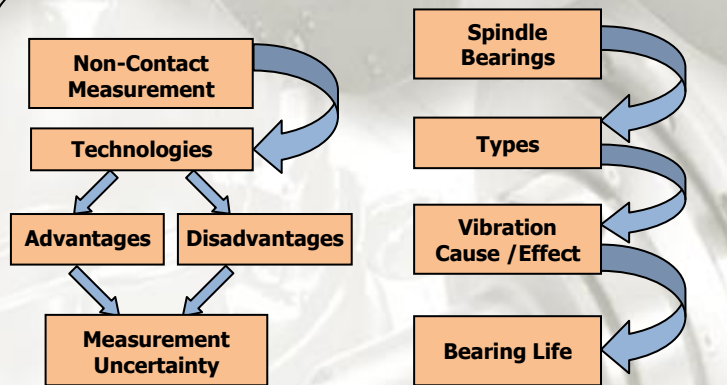 Non-Contact
Measurement
Technologies
Advantages
Disadvantages
Measurement
Uncertainty
Spindle
Bearings
Types
Vibration
Cause /Effect
Bearing Life